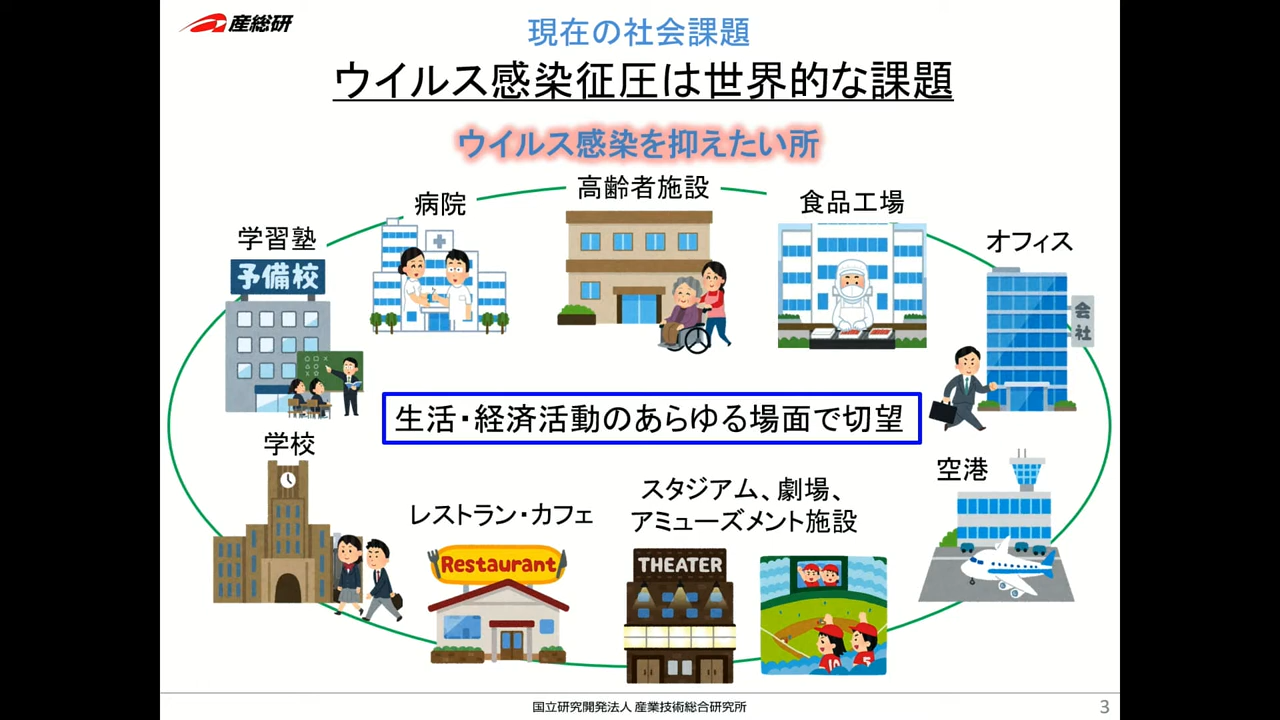 産総研
現在の社会課題
ウイルス感染征圧は世界的な課題
ウイルス感染を抑えたい所
高齢者施設
病院
食品工場
学習塾
オフィス
予備校
会社
生活・経済活動のあらゆる場面で切望
学校
空港
スタジアム、劇場、
アミューズメント施設
レストラン・カフェ
Restaurant
THEATER
10
5
国立研究開発法人 産業技術総合研究所
3